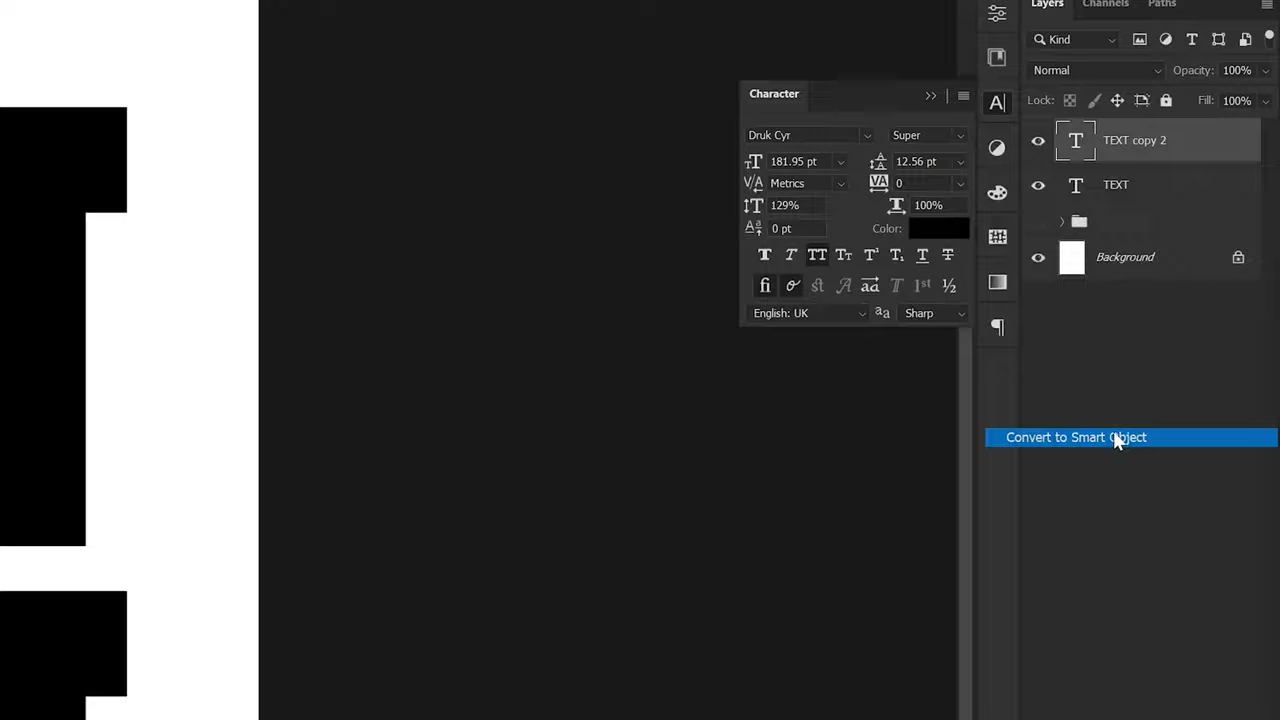 Layers Channels Paths
Kind
Normal Opacity: 100%
Lock: Fill: 100%
TEXT copy 2
TEXT
Background
Character
Druk Cyr Super
181.95 pt 12.56 pt
Metrics 0
129% 100%
0 pt Color:
English: UK Sharp
Convert to Smart Object